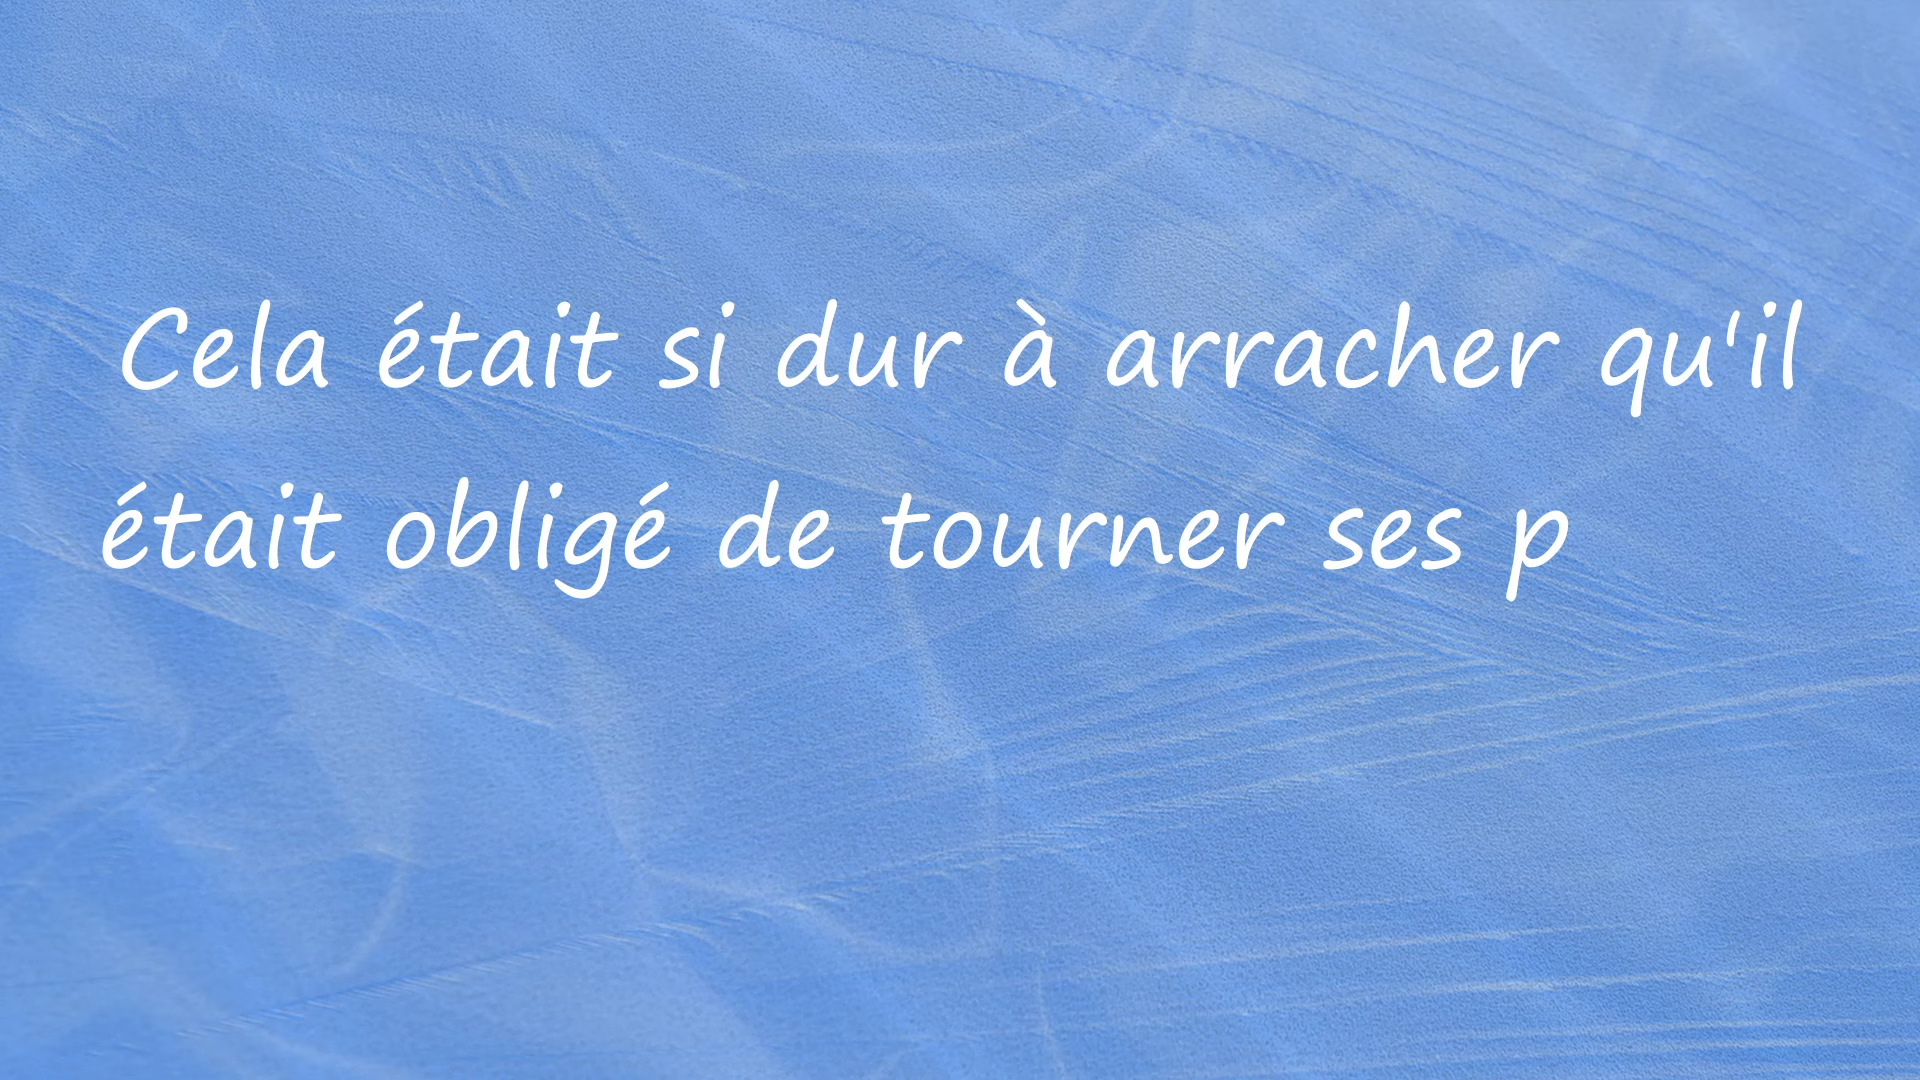 Cela était si dur à arracher qu'il
était obligé de tourner ses p